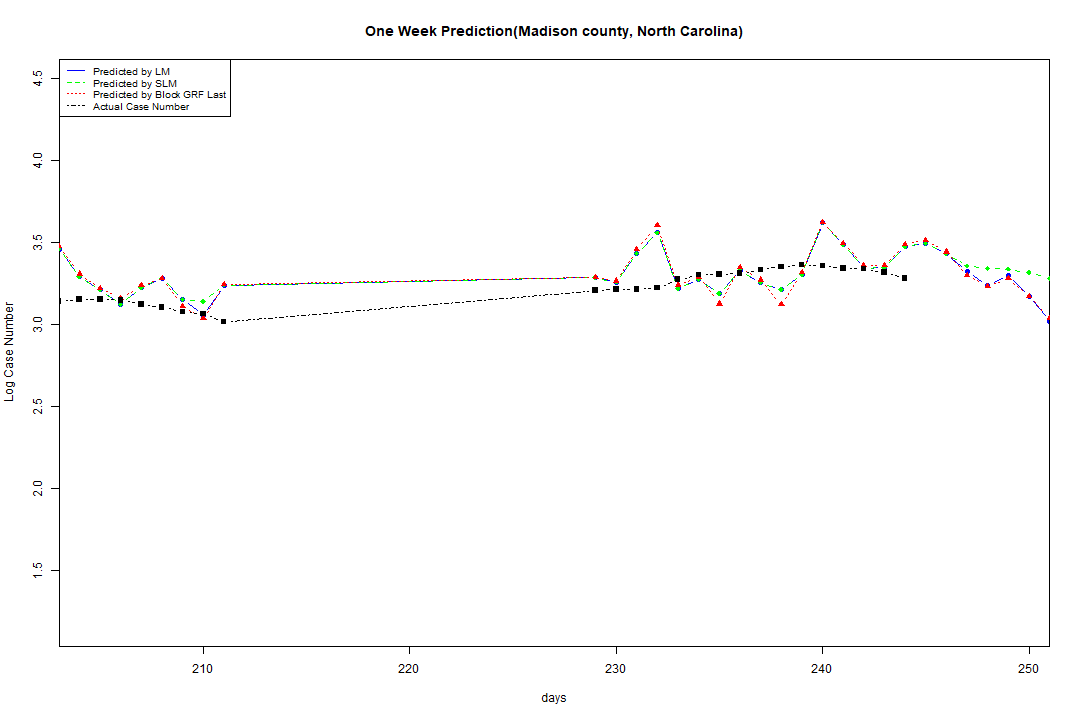 One Week Prediction(Madison county, North Carolina)
Predicted by LM
Predicted by SLM
Predicted by Block GRF Last
Actual Case Number
4.5
4.0
3.5
3.0
2.5
2.0
1.5
Log Case Number
210
220
230
240
250
days